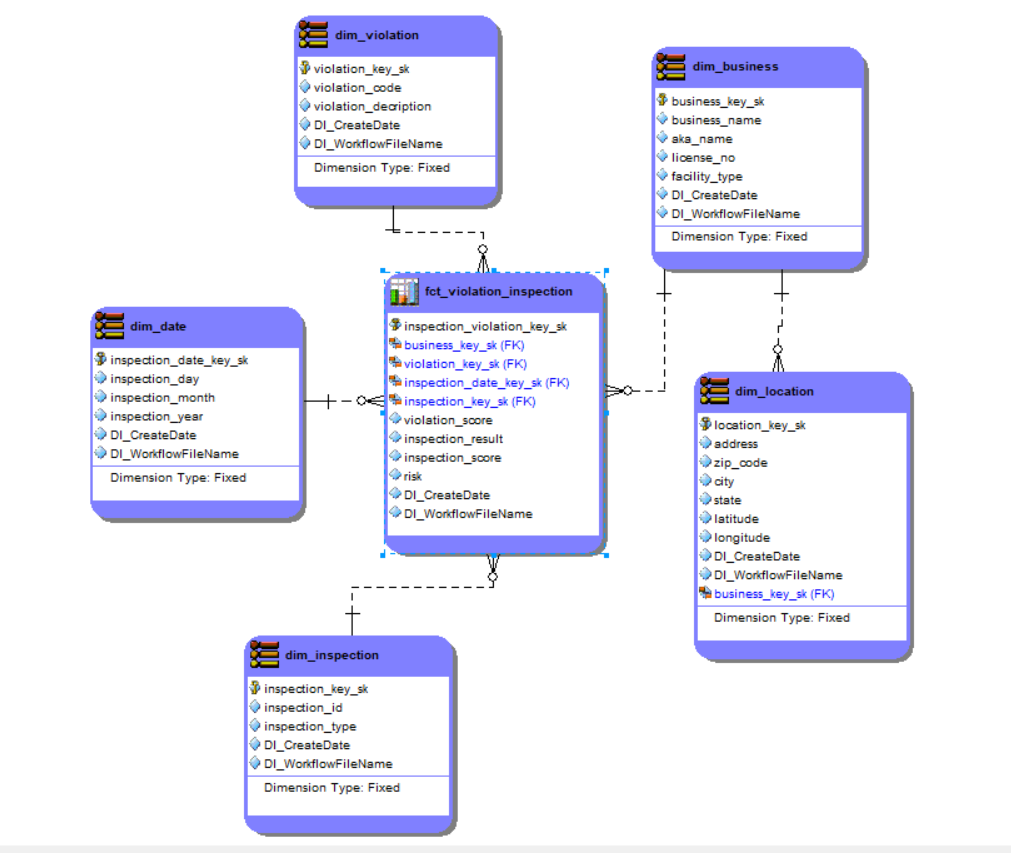 dim_violation
violation_key_sk
violation_code
violation_decription
DI_CreateDate
DI_WorkflowFileName
Dimension Type: Fixed
dim_business
business_key_sk
business_name
aka_name
license_no
facility_type
DI_CreateDate
DI_WorkflowFileName
Dimension Type: Fixed
fct_violation_inspection
inspection_violation_key_sk
business_key_sk (FK)
violation_key_sk (FK)
inspection_date_key_sk (FK)
inspection_key_sk (FK)
violation_score
inspection_result
inspection_score
risk
DI_CreateDate
DI_WorkflowFileName
dim_date
inspection_date_key_sk
inspection_day
inspection_month
inspection_year
DI_CreateDate
DI_WorkflowFileName
Dimension Type: Fixed
dim_location
location_key_sk
address
zip_code
city
state
latitude
longitude
DI_CreateDate
DI_WorkflowFileName
business_key_sk (FK)
Dimension Type: Fixed
dim_inspection
inspection_key_sk
inspection_id
inspection_type
DI_CreateDate
DI_WorkflowFileName
Dimension Type: Fixed